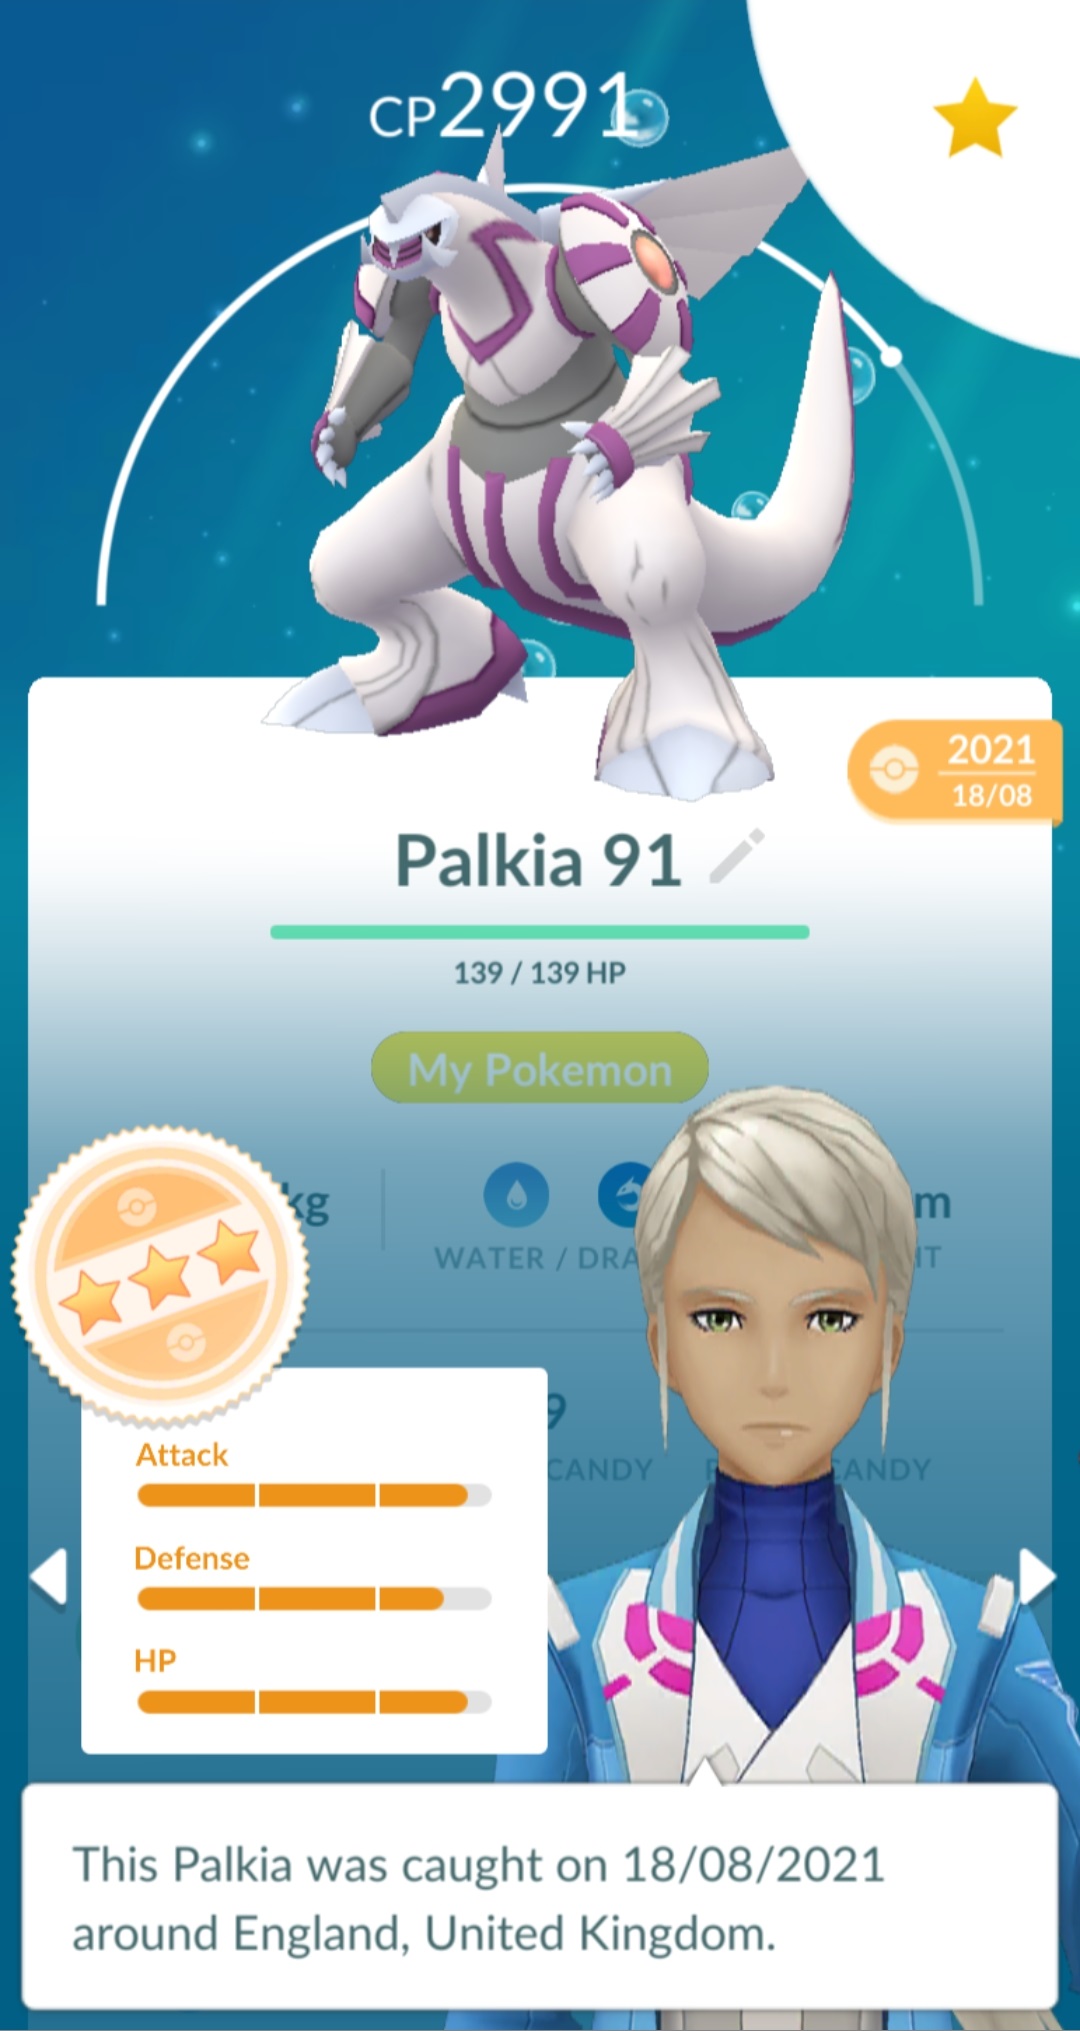 CP2991
2021
18/08
Palkia 91
139 / 139 HP
My Pokemon
kg
m
WATER / DRA
9
CANDY
CANDY
Attack
Defense
HP
This Palkia was caught on 18/08/2021
around England, United Kingdom.